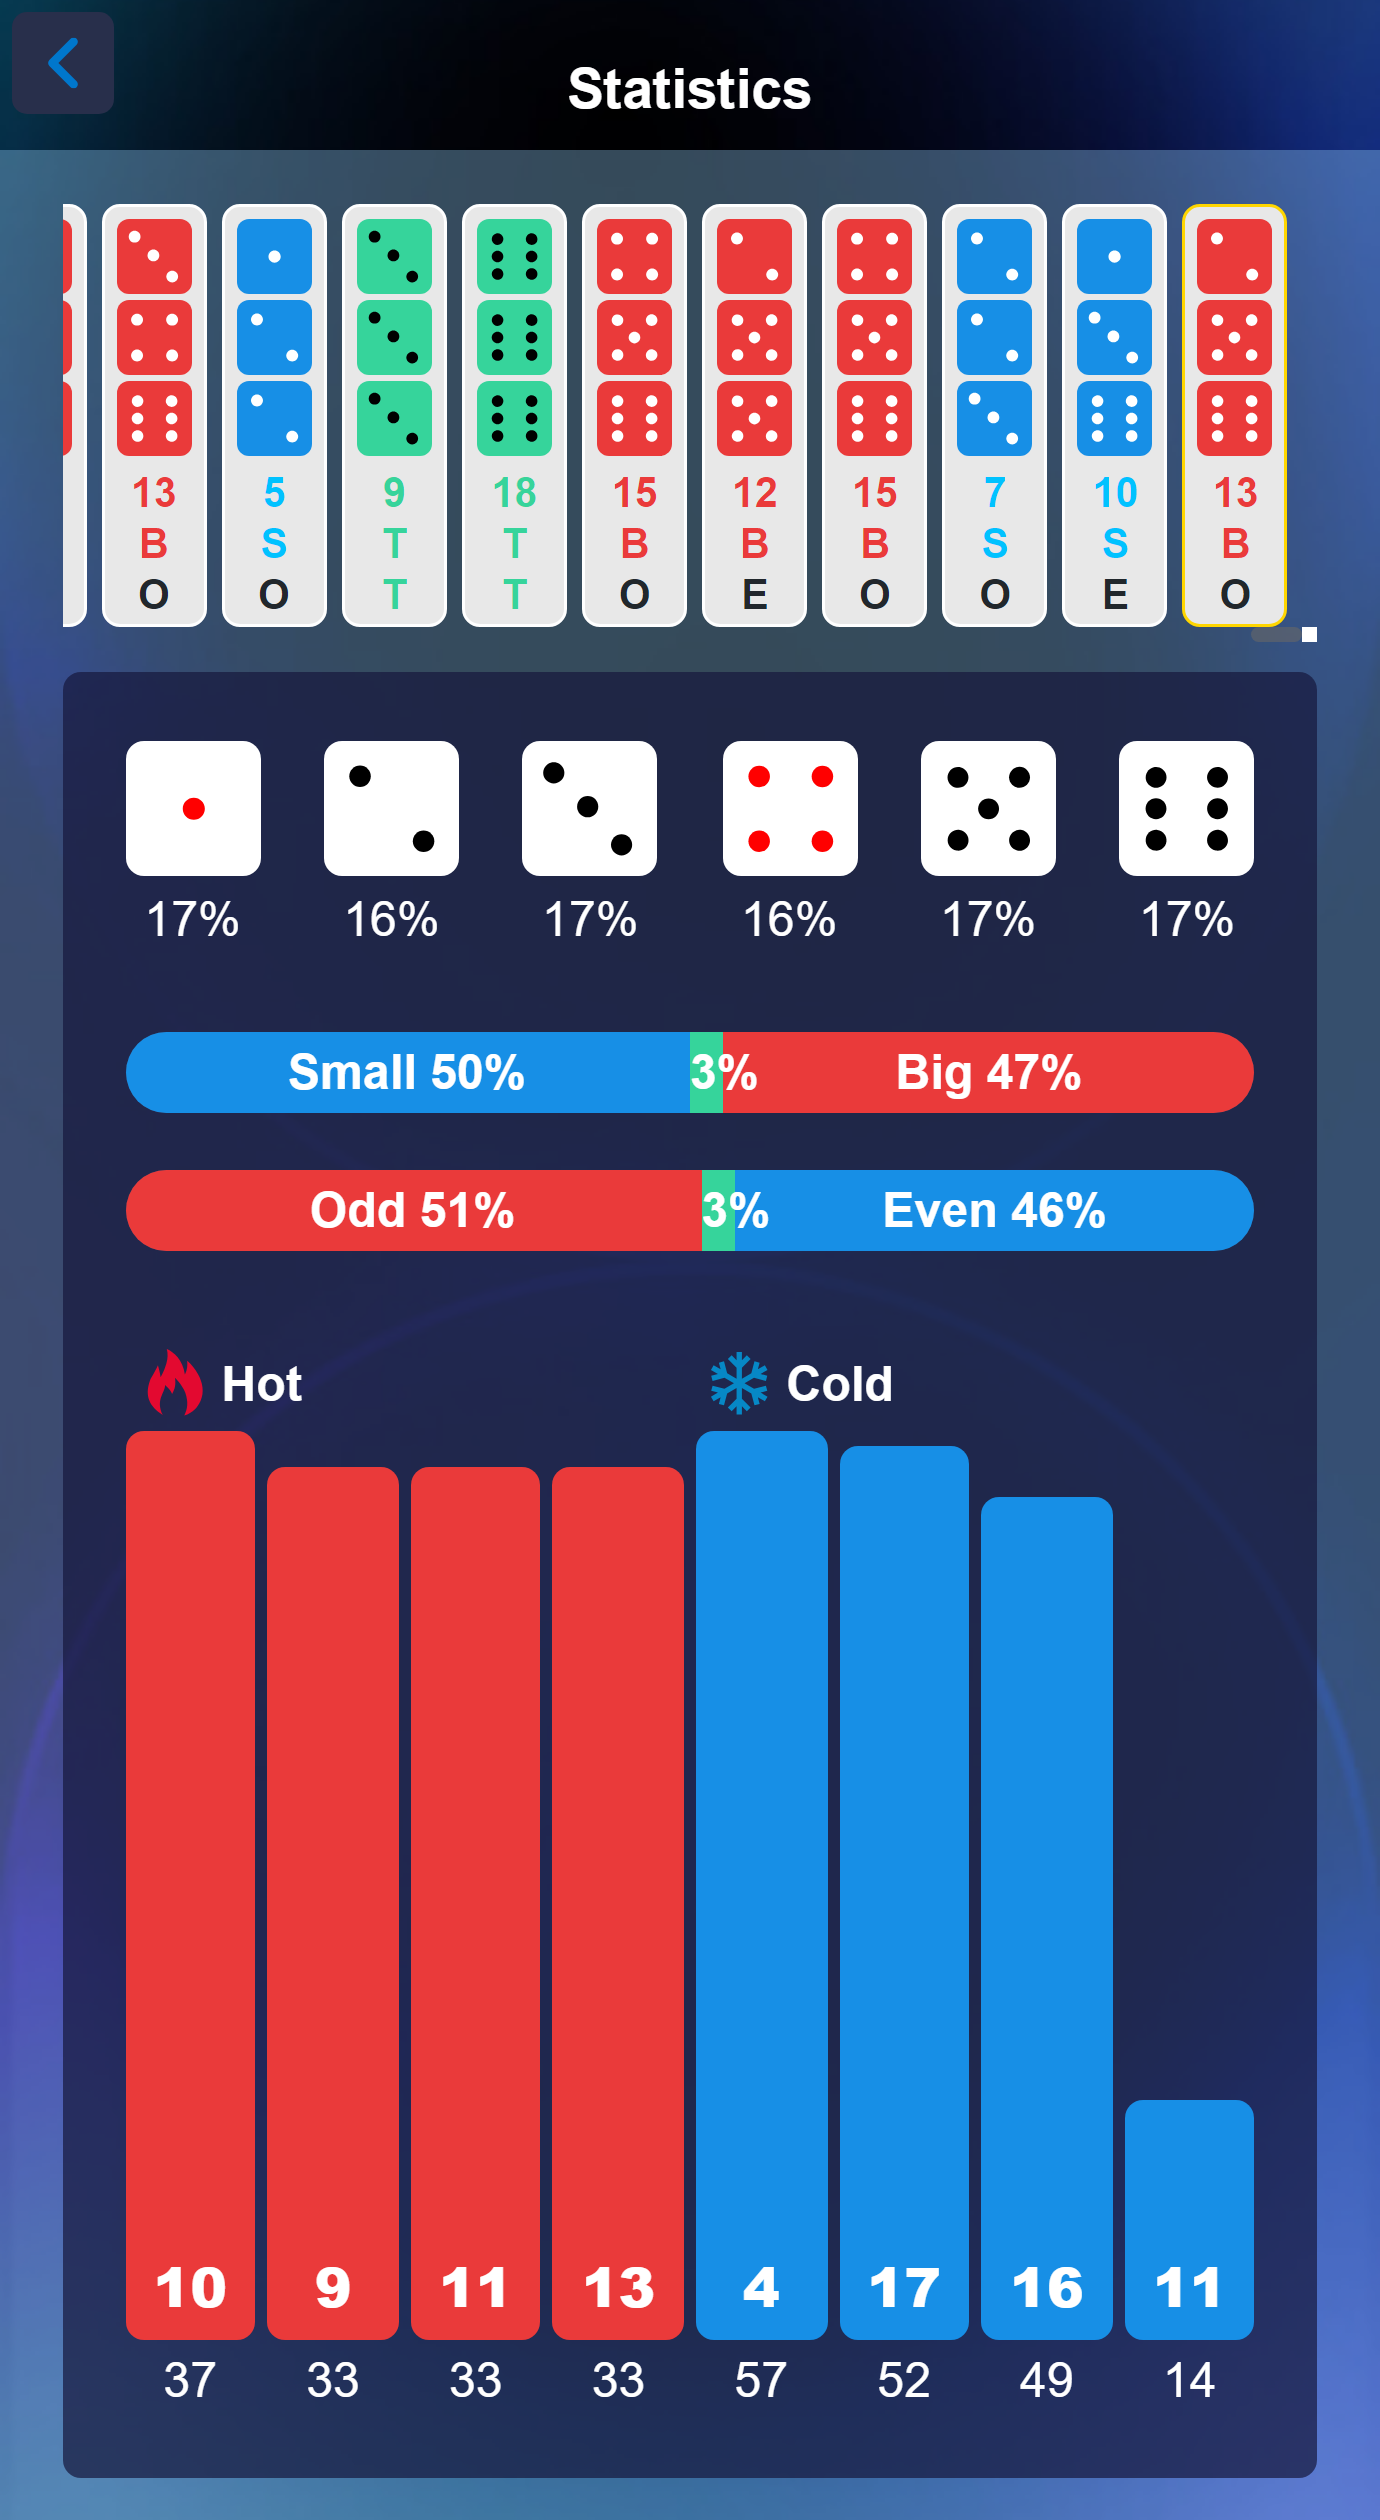 Statistics
13 5 9 18 15 12 15 7 10 13
B S T T B B B S S B
O O T T O E O O E O
17% 16% 17% 16% 17% 17%
Small 50% 3% Big 47%
Odd 51% 3% Even 46%
Hot Cold
10 9 11 13 4 17 16 11
37 33 33 33 57 52 49 14